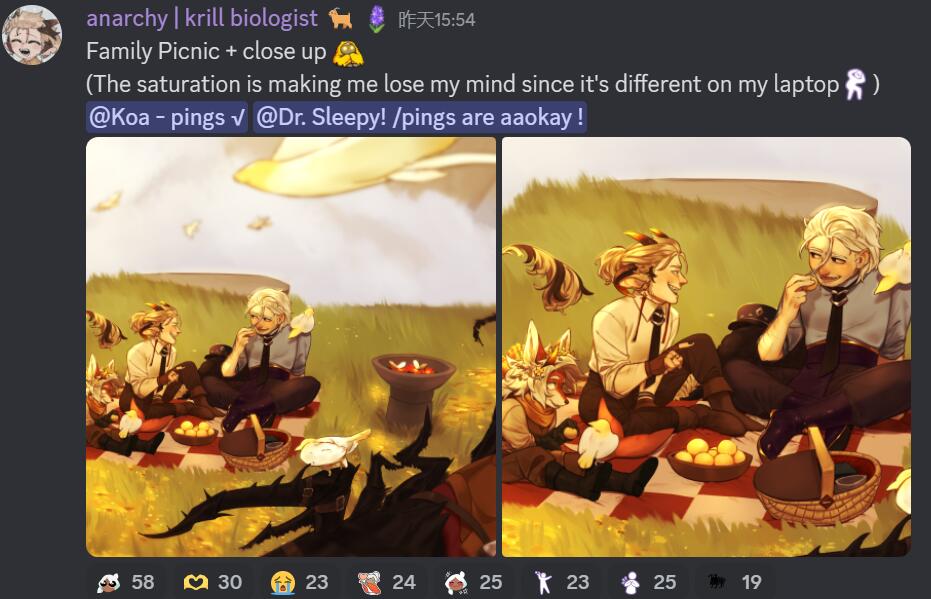 anarchy | krill biologist 昨天15:54
Family Picnic + close up
(The saturation is making me lose my mind since it's different on my laptop )
@Koa - pings √ @Dr. Sleepy! /pings are aaokay !
58 30 23 24 25 23 25 19